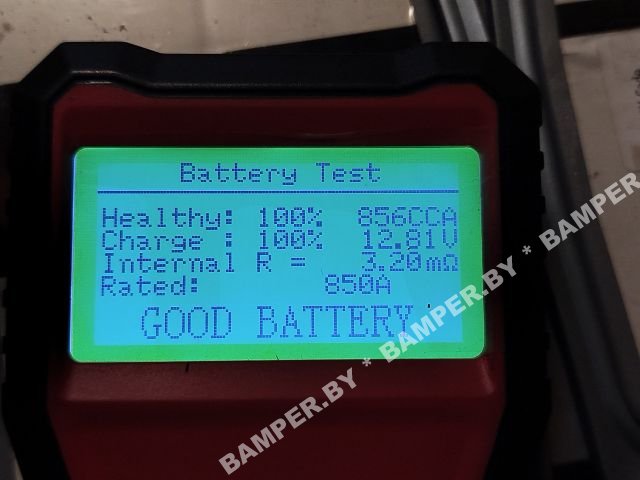 Battery Test
Healthy: 100% 856CCA
Charge : 100% 12.81V
Internal R = 3.20mΩ
Rated: 850A
GOOD BATTERY
BAMPER.BY * BAMPER.BY * BAMPER